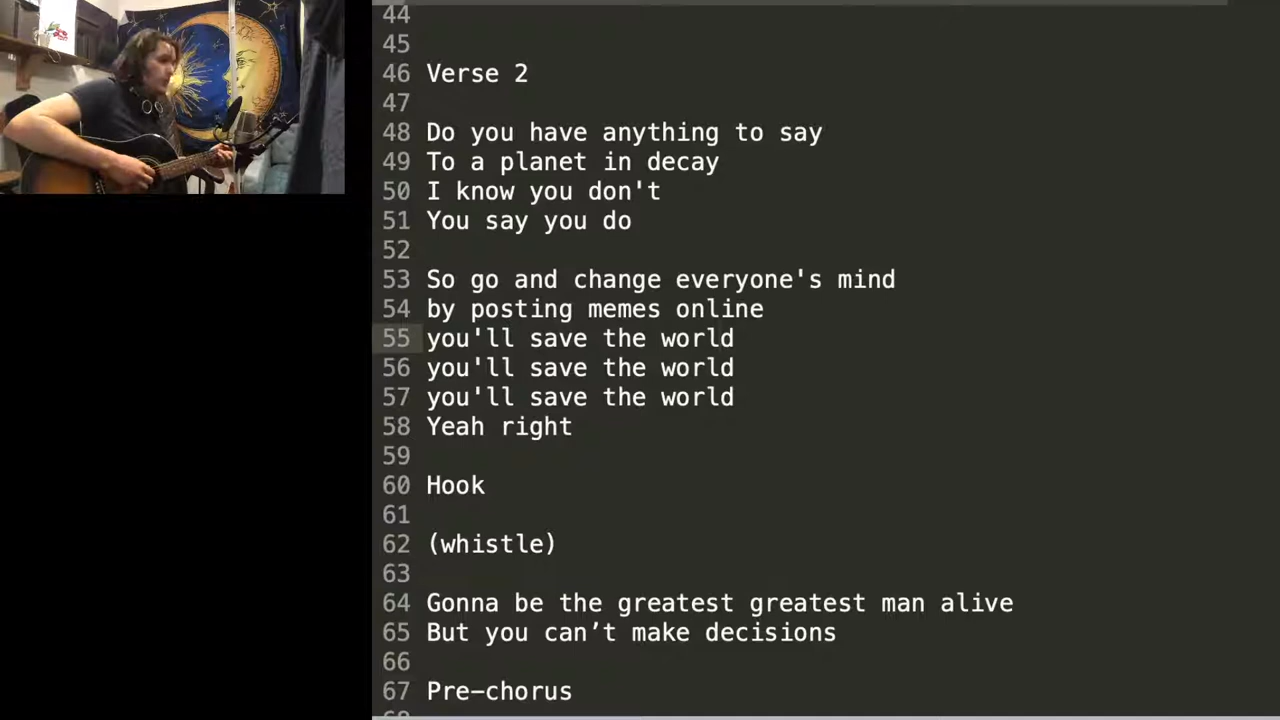 44
45
46 Verse 2
47
48 Do you have anything to say
49 To a planet in decay
50 I know you don't
51 You say you do
52
53 So go and change everyone's mind
54 by posting memes online
55 you'll save the world
56 you'll save the world
57 you'll save the world
58 Yeah right
59
60 Hook
61
62 (whistle)
63
64 Gonna be the greatest greatest man alive
65 But you can’t make decisions
66
67 Pre-chorus